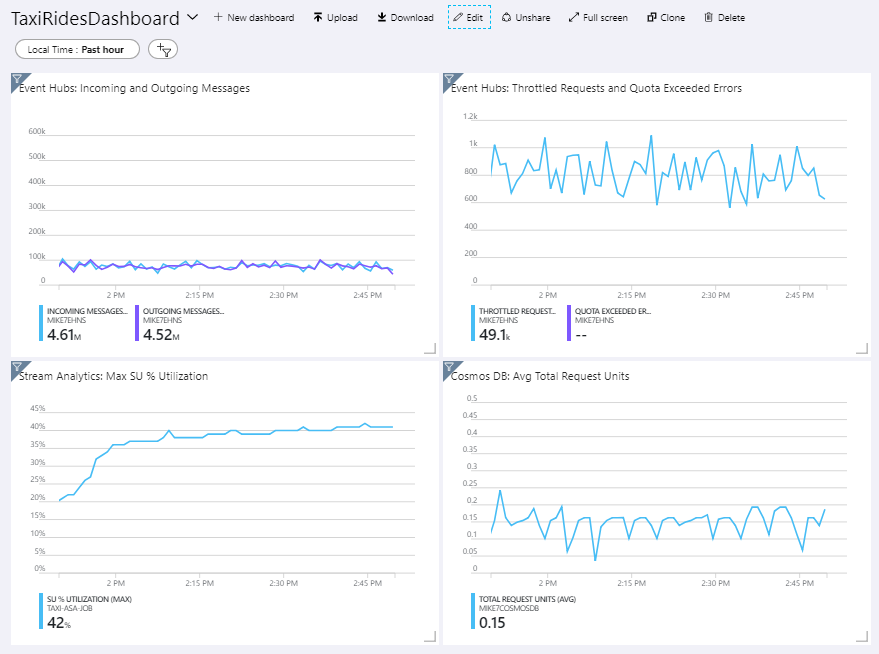 TaxiRidesDashboard
New dashboard Upload Download Edit Unshare Full screen Clone Delete
Local Time : Past hour
Event Hubs: Incoming and Outgoing Messages
600k
500k
400k
300k
200k
100k
0
2 PM 2:15 PM 2:30 PM 2:45 PM
INCOMING MESSAGES... OUTGOING MESSAGES...
MIKE7EHNS MIKE7EHNS
4.61M 4.52M
Event Hubs: Throttled Requests and Quota Exceeded Errors
1.2k
1k
800
600
400
200
0
2 PM 2:15 PM 2:30 PM 2:45 PM
THROTTLED REQUEST... QUOTA EXCEEDED ER...
MIKE7EHNS MIKE7EHNS
49.1k --
Stream Analytics: Max SU % Utilization
45%
40%
35%
30%
25%
20%
15%
10%
5%
0%
2 PM 2:15 PM 2:30 PM 2:45 PM
SU % UTILIZATION (MAX)
TAXI-ASA-JOB
42%
Cosmos DB: Avg Total Request Units
0.5
0.45
0.4
0.35
0.3
0.25
0.2
0.15
0.1
0.05
0
2 PM 2:15 PM 2:30 PM 2:45 PM
TOTAL REQUEST UNITS (AVG)
MIKE7COSMOSDB
0.15